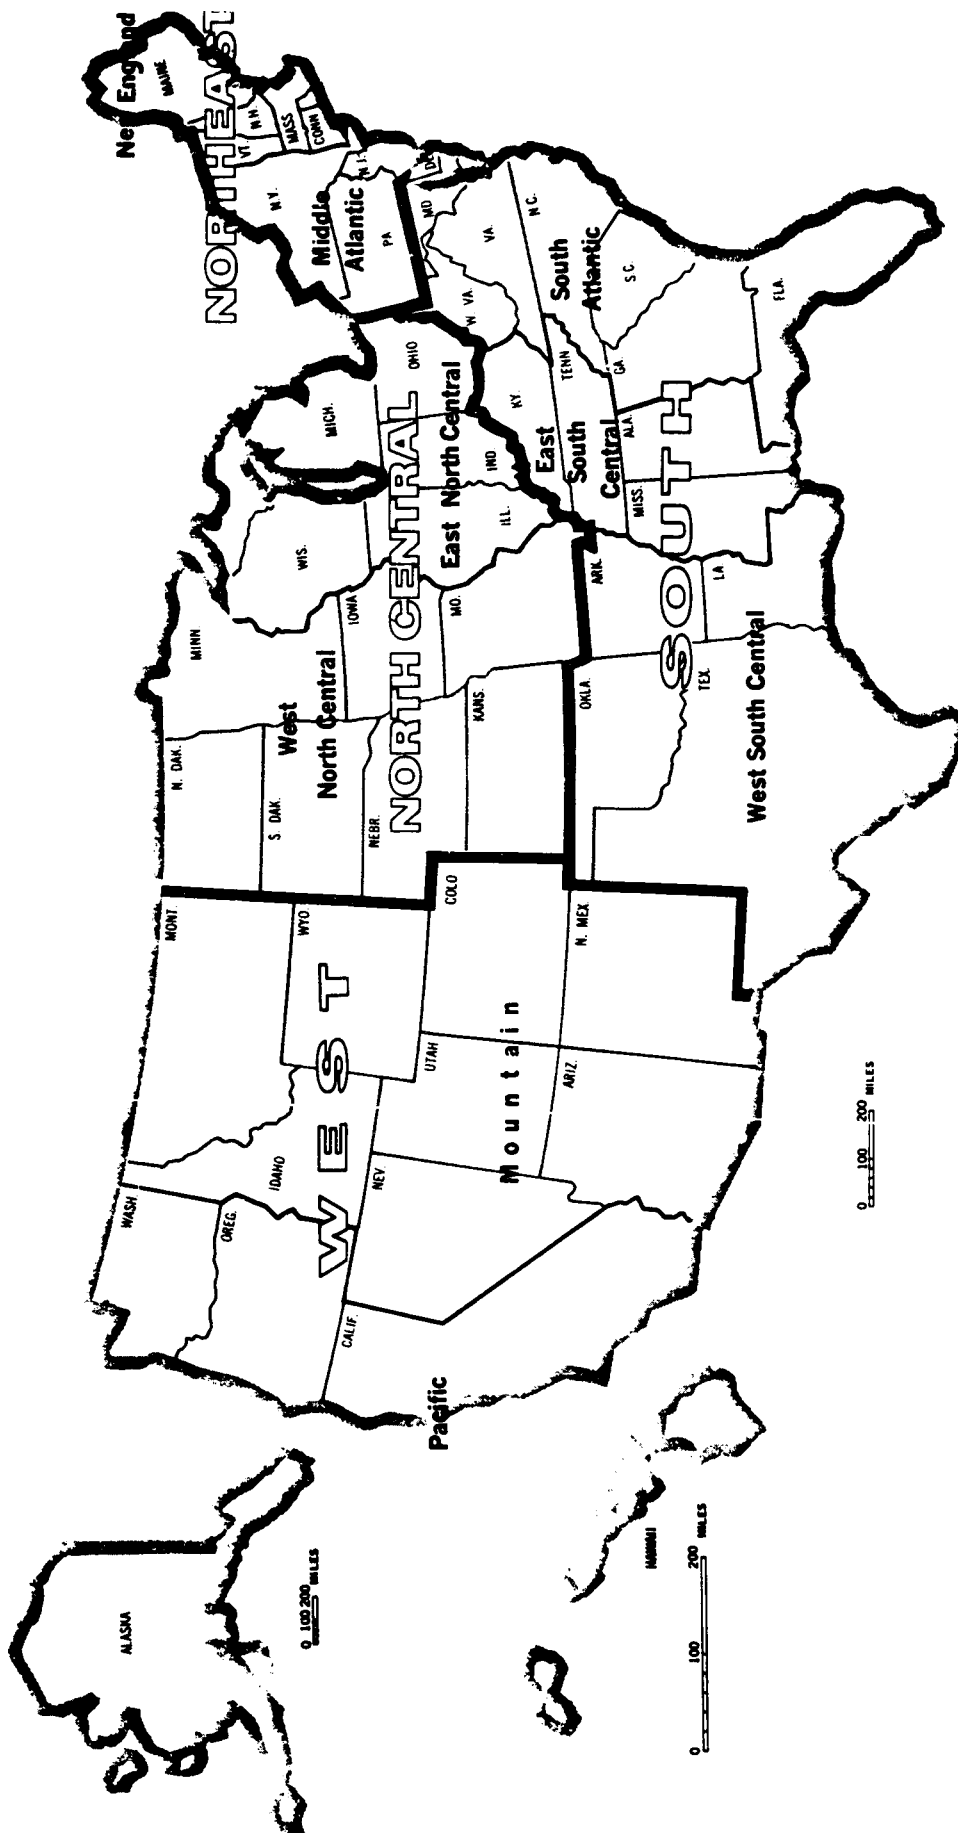 ALASKA
0 100 200
MILES
HAWAII
0 100 200
MILES
0 100 200
MILES
WEST
Pacific
WASH
OREG.
CALIF.
Mountain
MONT.
IDAHO
WYO
NEV.
UTAH
COLO
ARIZ.
N. MEX
NORTH CENTRAL
West
North Central
N. DAK.
S. DAK.
NEBR.
KANS.
MINN
IOWA
MO.
East North Central
WIS.
MICH.
ILL.
IND
OHIO
SOUTH
West South Central
OKLA.
TEX.
ARK.
LA
East
South
Central
KY.
TENN
MISS.
ALA.
South
Atlantic
DEL
MD
W VA.
VA.
N.C.
S.C.
GA.
FLA.
NORTHEAST
Middle
Atlantic
N.Y.
N.J.
PA
New England
MAINE
VT.
N.H.
MASS
CONN